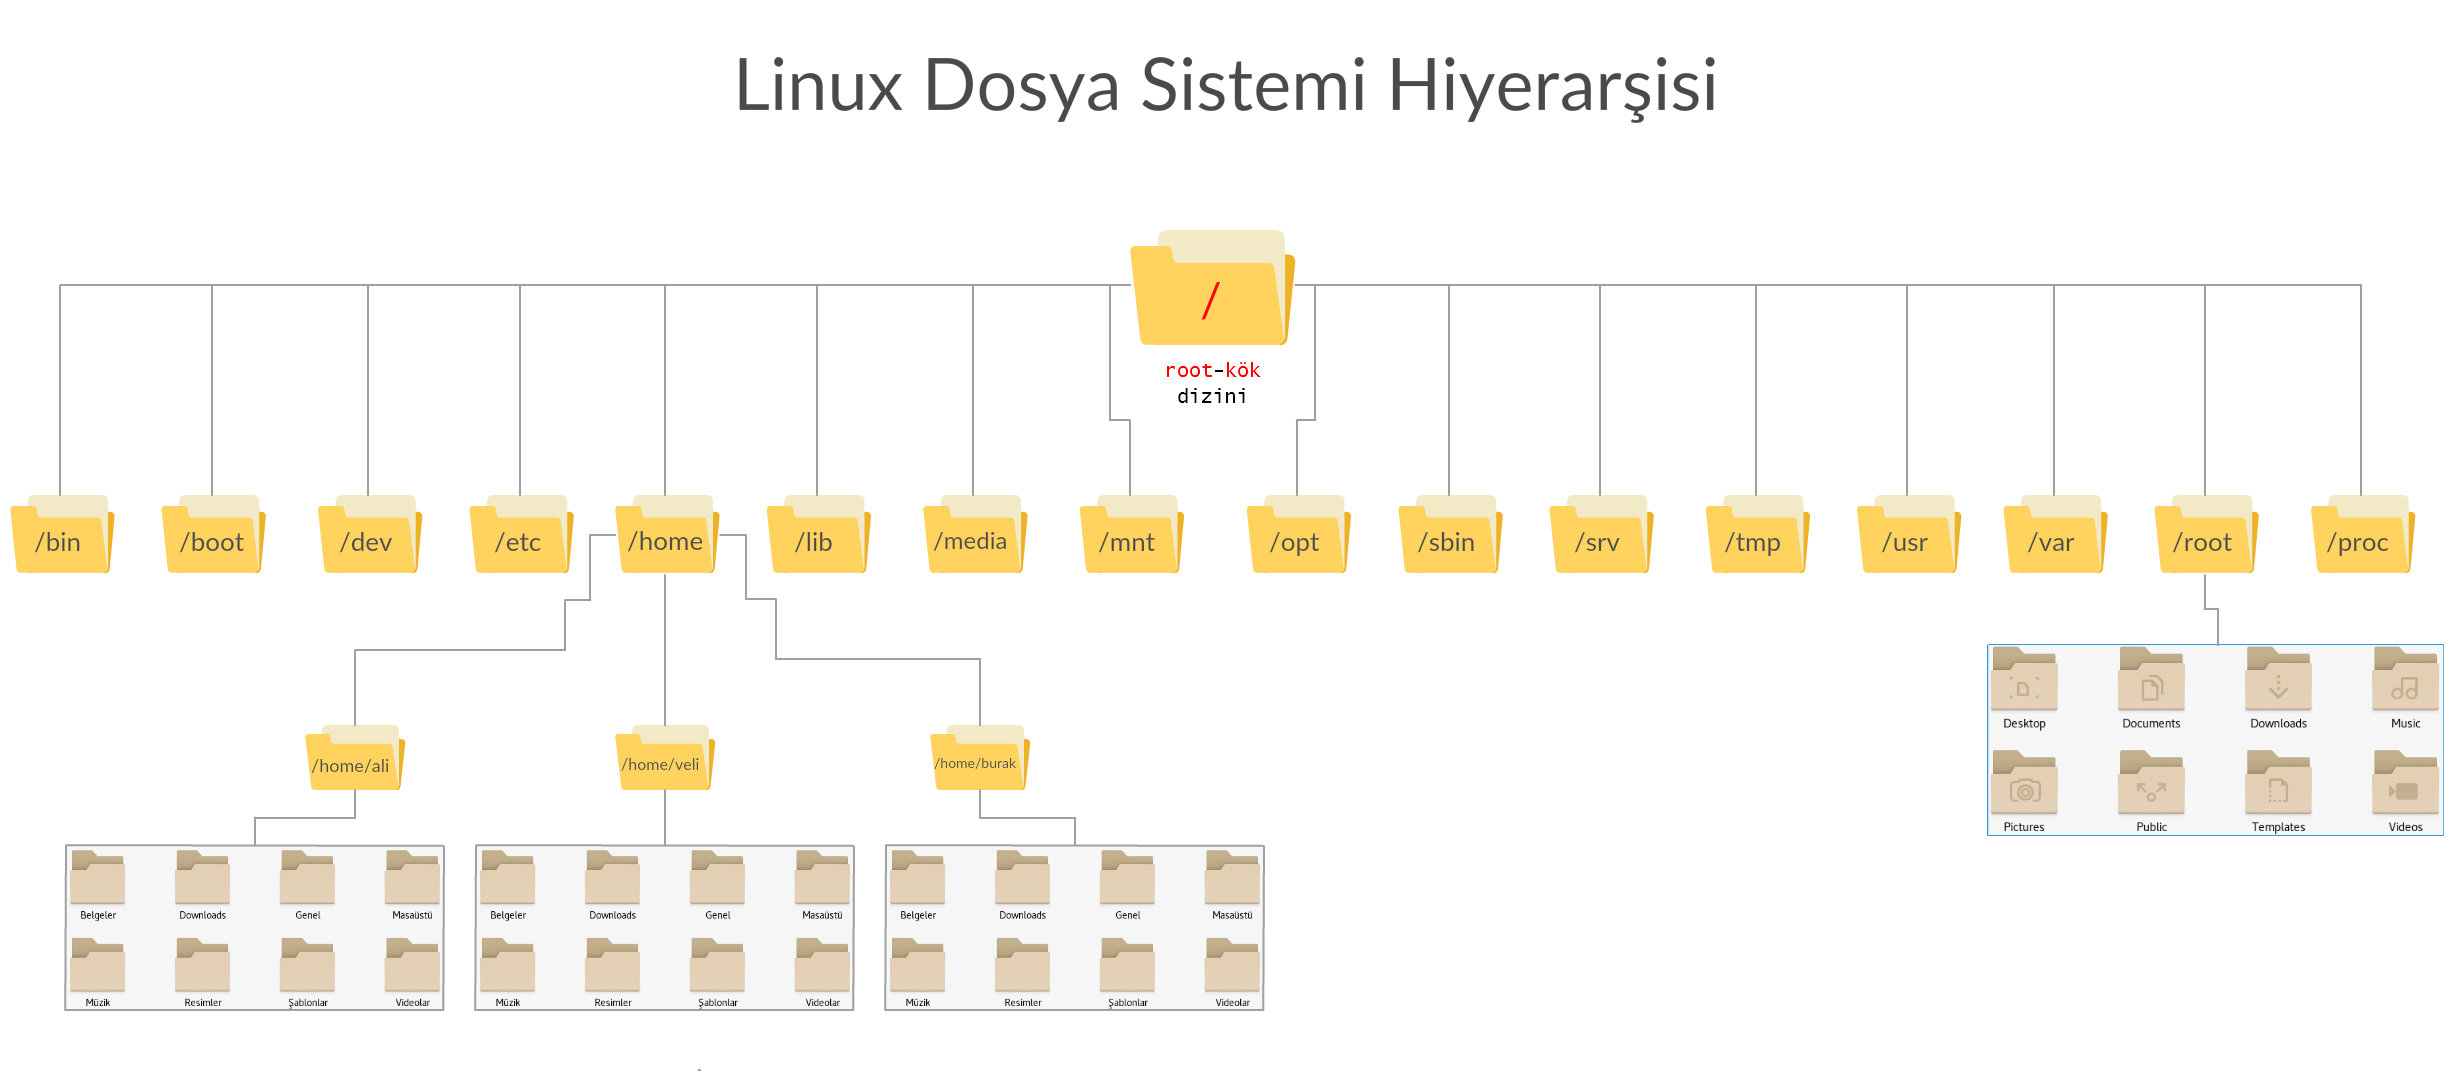 Linux Dosya Sistemi Hiyerarşisi
/
root-kök
dizini
/bin
/boot
/dev
/etc
/home
/lib
/media
/mnt
/opt
/sbin
/srv
/tmp
/usr
/var
/root
/proc
/home/ali
/home/veli
/home/burak
Desktop
Documents
Downloads
Music
Pictures
Public
Templates
Videos
Belgeler
Downloads
Genel
Masaüstü
Müzik
Resimler
Şablonlar
Videolar
Belgeler
Downloads
Genel
Masaüstü
Müzik
Resimler
Şablonlar
Videolar
Belgeler
Downloads
Genel
Masaüstü
Müzik
Resimler
Şablonlar
Videolar